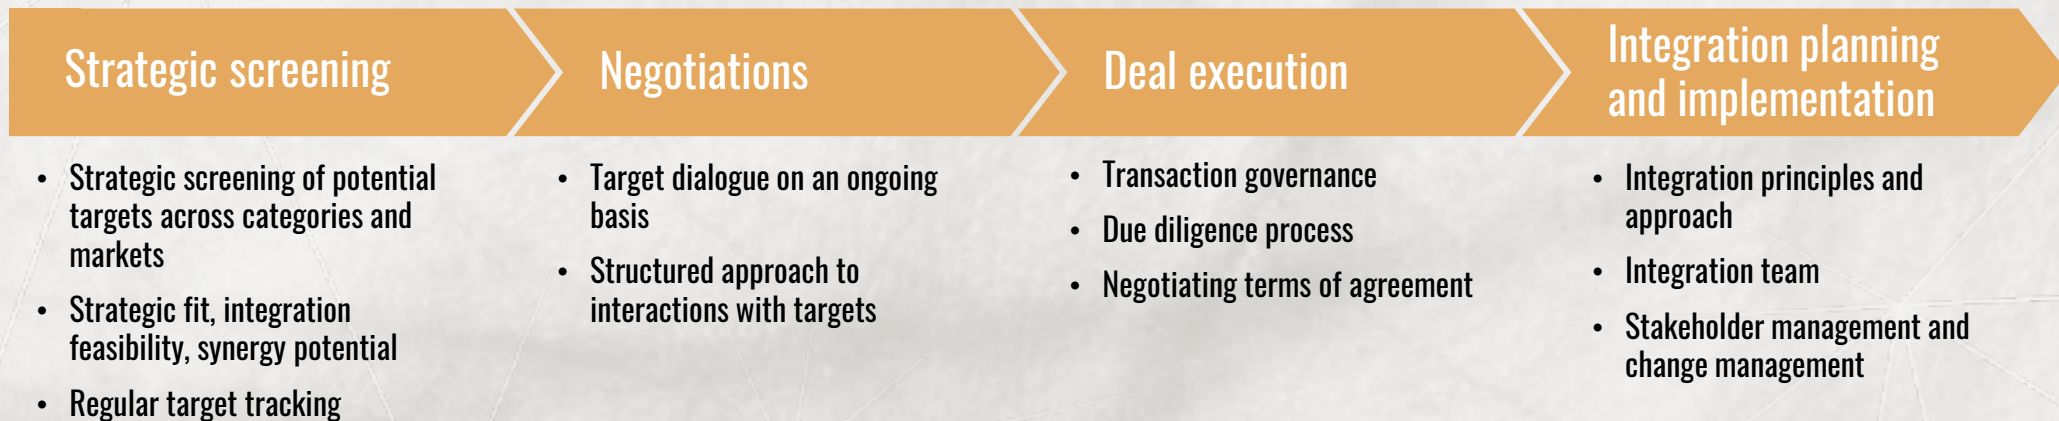 Strategic screening
Negotiations
Deal execution
Integration planning
and implementation
• Strategic screening of potential
targets across categories and
markets
• Strategic fit, integration
feasibility, synergy potential
• Regular target tracking
• Target dialogue on an ongoing
basis
• Structured approach to
interactions with targets
• Transaction governance
• Due diligence process
• Negotiating terms of agreement
• Integration principles and
approach
• Integration team
• Stakeholder management and
change management